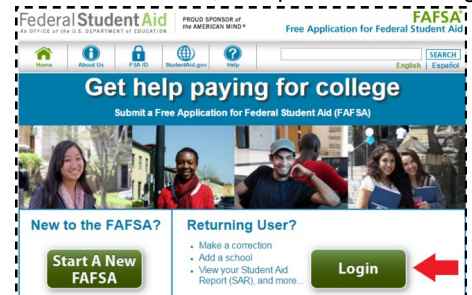 Federal Student Aid
An OFFICE of the U.S. DEPARTMENT of EDUCATION
PROUD SPONSOR of
the AMERICAN MIND®
FAFSA®
Free Application for Federal Student Aid
Home
About Us
FSA ID
StudentAid.gov
Help
SEARCH
English | Español
Get help paying for college
Submit a Free Application for Federal Student Aid (FAFSA)
New to the FAFSA?
Start A New
FAFSA
Returning User?
• Make a correction
• Add a school
• View your Student Aid
Report (SAR), and more...
Login